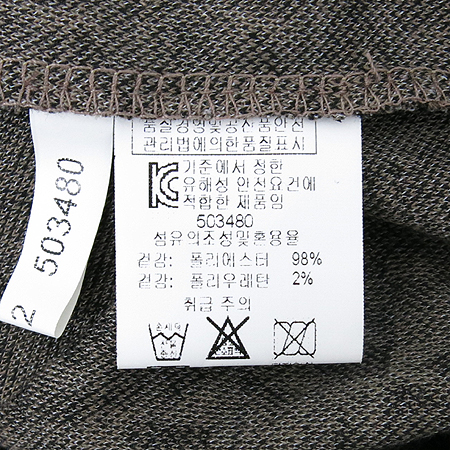 품질경영및공산품안전
관리법에의한품질표시
기준에서 정한
유해성 안전요건에
적합한 제품임
503480
섬유의조성및혼용율
겉감: 폴리에스터 98%
겉감: 폴리우레탄 2%
취급 주의
2 503480